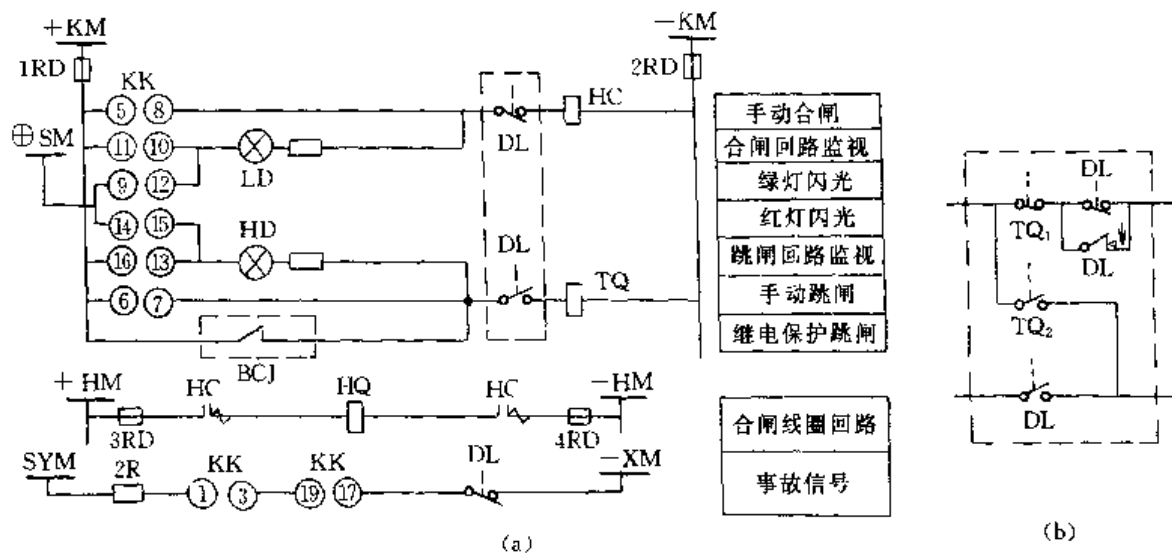 +KM
-KM
1RD
KK
2RD
⑤ ⑧
HC
DL
⊕SM
⑪ ⑩
LD
⑨ ⑫
⑭ ⑮
HD
DL
⑯ ⑬
TQ
⑥ ⑦
BCJ
手动合闸
合闸回路监视
绿灯闪光
红灯闪光
跳闸回路监视
手动跳闸
继电保护跳闸
+HM
HC
HQ
HC
-HM
3RD
4RD
合闸线圈回路
SYM
2R
KK
KK
DL
-XM
① ③ ⑲ ⑰
事故信号
(a)
DL
TQ₁
DL
TQ₂
DL
(b)